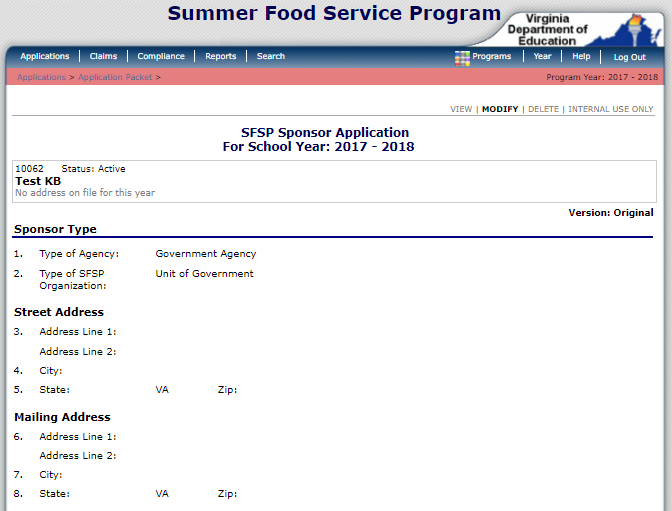 Summer Food Service Program
Virginia
Department of
Education
Applications | Claims | Compliance | Reports | Search
Programs | Year | Help | Log Out
Applications > Application Packet >
Program Year: 2017 - 2018
VIEW | MODIFY | DELETE | INTERNAL USE ONLY
SFSP Sponsor Application
For School Year: 2017 - 2018
10062 Status: Active
Test KB
No address on file for this year
Version: Original
Sponsor Type
1. Type of Agency: Government Agency
2. Type of SFSP Unit of Government
Organization:
Street Address
3. Address Line 1:
Address Line 2:
4. City:
5. State: VA Zip:
Mailing Address
6. Address Line 1:
Address Line 2:
7. City:
8. State: VA Zip: